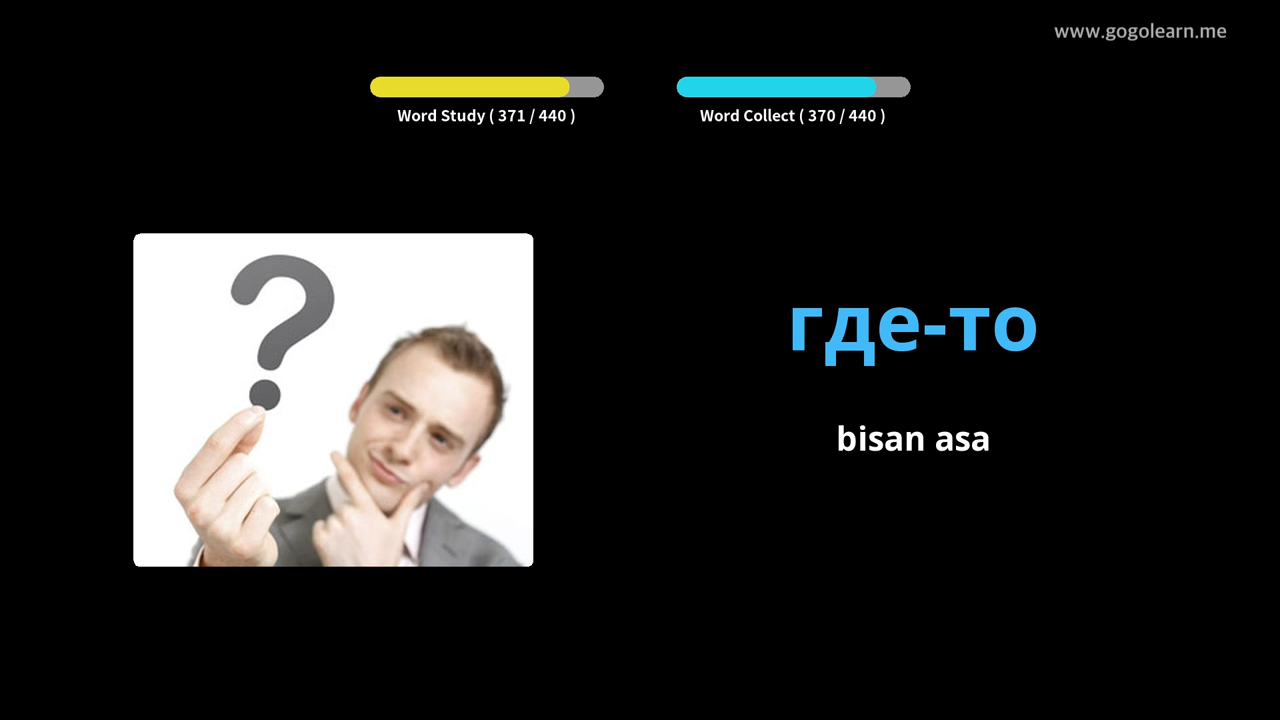 www.gogolearn.me
Word Study ( 371 / 440 )
Word Collect ( 370 / 440 )
?
где-то
bisan asa